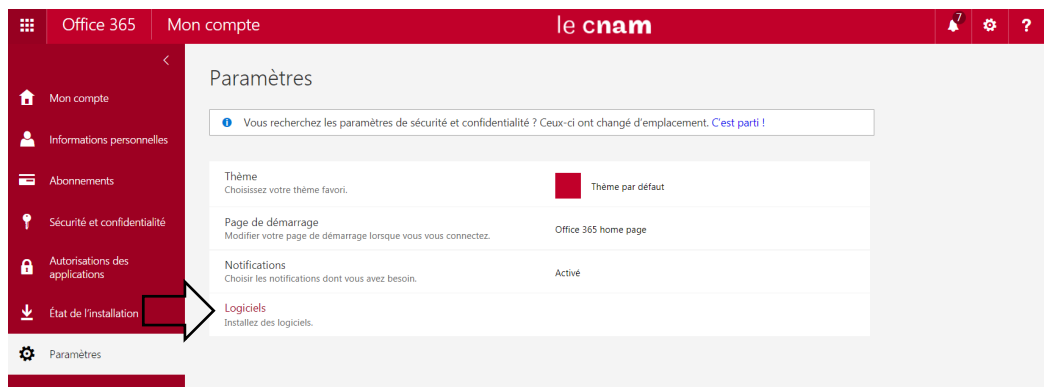 Office 365
Mon compte
le cnam
7
?
Mon compte
Informations personnelles
Abonnements
Sécurité et confidentialité
Autorisations des
applications
État de l'installation
Paramètres
Paramètres
Vous recherchez les paramètres de sécurité et confidentialité ? Ceux-ci ont changé d'emplacement. C'est parti !
Thème
Choisissez votre thème favori.
Thème par défaut
Page de démarrage
Modifier votre page de démarrage lorsque vous vous connectez.
Office 365 home page
Notifications
Choisir les notifications dont vous avez besoin.
Activé
Logiciels
Installez des logiciels.